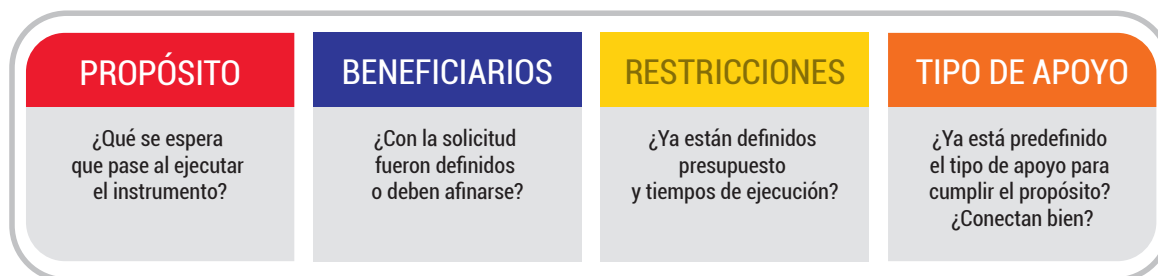 PROPÓSITO
¿Qué se espera
que pase al ejecutar
el instrumento?
BENEFICIARIOS
¿Con la solicitud
fueron definidos
o deben afinarse?
RESTRICCIONES
¿Ya están definidos
presupuesto
y tiempos de ejecución?
TIPO DE APOYO
¿Ya está predefinido
el tipo de apoyo para
cumplir el propósito?
¿Conectan bien?